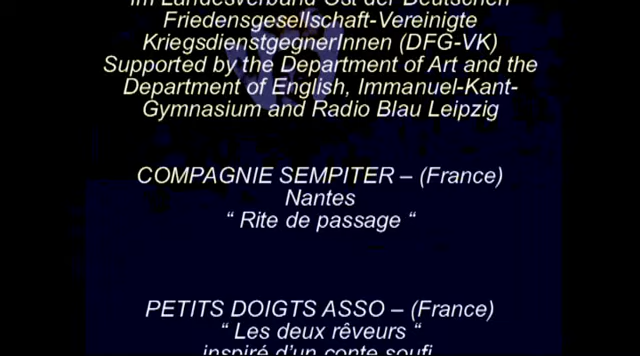 im Landesverband Ost der Deutschen
Friedensgesellschaft-Vereinigte
KriegsdienstgegnerInnen (DFG-VK)
Supported by the Department of Art and the
Department of English, Immanuel-Kant-
Gymnasium and Radio Blau Leipzig
COMPAGNIE SEMPITER – (France)
Nantes
“ Rite de passage “
PETITS DOIGTS ASSO – (France)
“ Les deux rêveurs “
inspiré d'un conte soufi